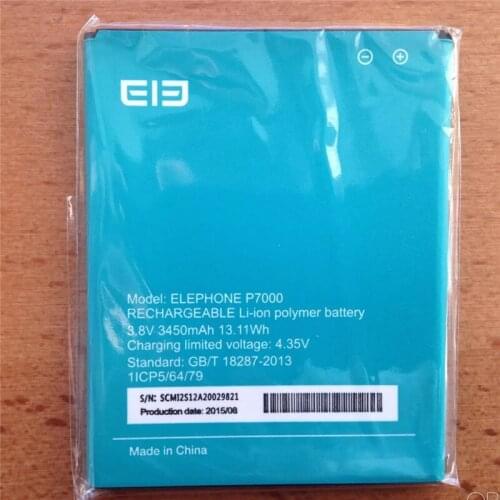 Model: ELEPHONE P7000
RECHARGEABLE Li-ion polymer battery
3.8V 3450mAh 13.11Wh
Charging limited voltage: 4.35V
Standard: GB/T 18287-2013
1ICP5/64/79
S/N: SCMI2S12A20029821
Production date: 2015/08
Made in China